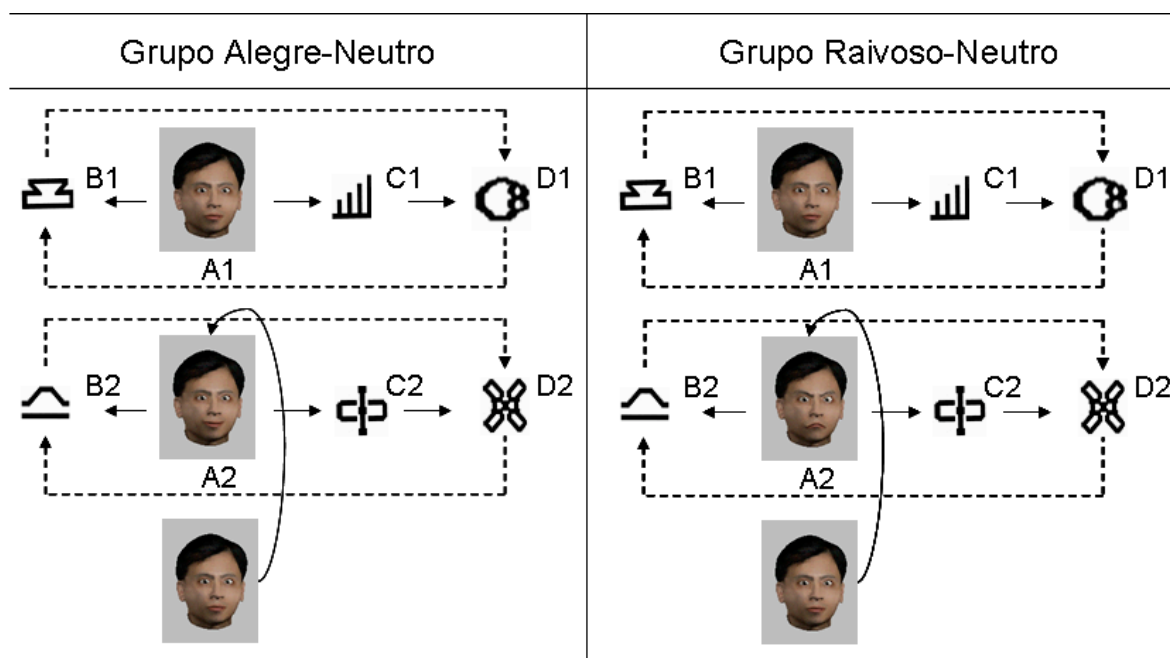 Grupo Alegre-Neutro
B1
C1
D1
A1
B2
C2
D2
A2
Grupo Raivoso-Neutro
B1
C1
D1
A1
B2
C2
D2
A2